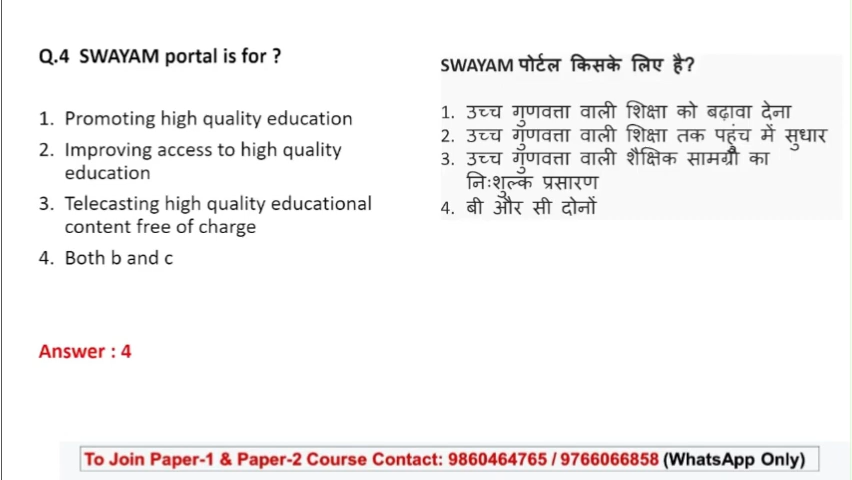 Q.4 SWAYAM portal is for ?
1. Promoting high quality education
2. Improving access to high quality
education
3. Telecasting high quality educational
content free of charge
4. Both b and c
Answer : 4
SWAYAM पोर्टल किसके लिए है?
1. उच्च गुणवत्ता वाली शिक्षा को बढ़ावा देना
2. उच्च गुणवत्ता वाली शिक्षा तक पहुंच में सुधार
3. उच्च गुणवत्ता वाली शैक्षिक सामग्री का
निःशुल्क प्रसारण
4. बी और सी दोनों
To Join Paper-1 & Paper-2 Course Contact: 9860464765 / 9766066858 (WhatsApp Only)